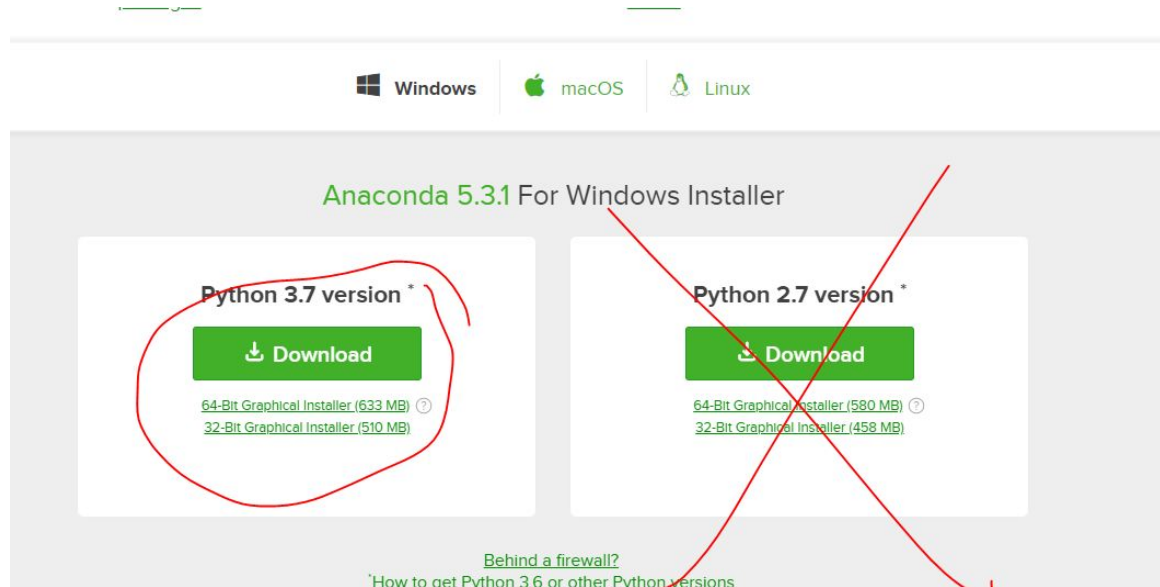 Windows
macOS
Linux
Anaconda 5.3.1 For Windows Installer
Python 3.7 version *
Download
64-Bit Graphical Installer (633 MB) ?
32-Bit Graphical Installer (510 MB)
Python 2.7 version *
Download
64-Bit Graphical Installer (580 MB) ?
32-Bit Graphical Installer (458 MB)
Behind a firewall?
*How to get Python 3.6 or other Python versions